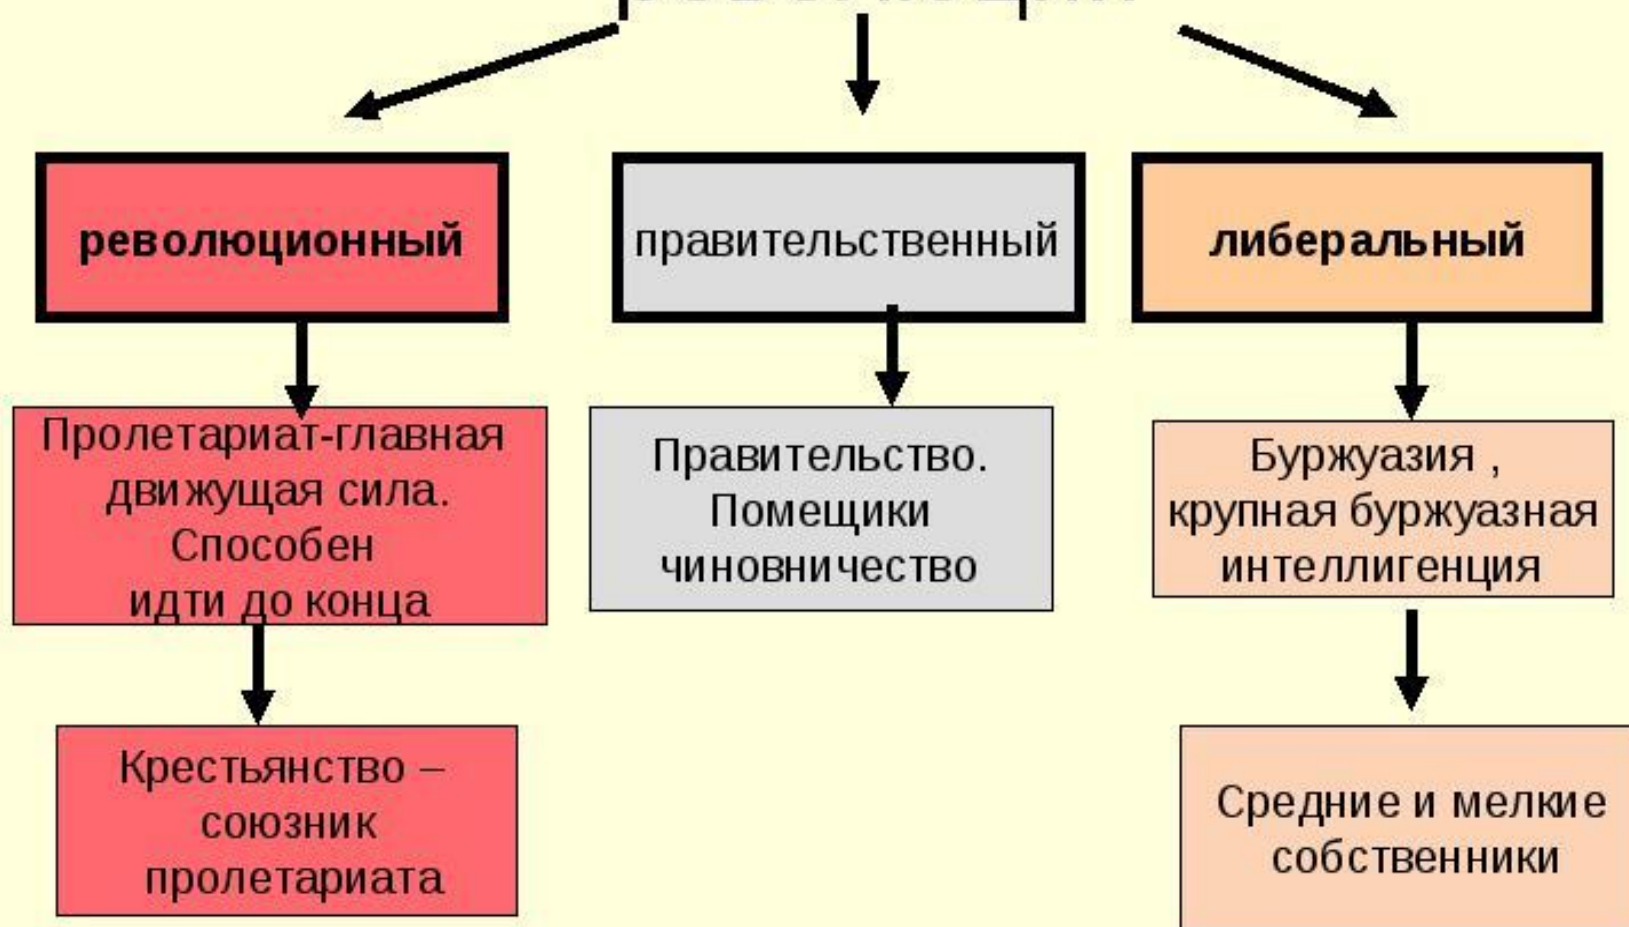 революционный
правительственный
либеральный
Пролетариат-главная
движущая сила.
Способен
идти до конца
Правительство.
Помещики
чиновничество
Буржуазия ,
крупная буржуазная
интеллигенция
Крестьянство –
союзник
пролетариата
Средние и мелкие
собственники